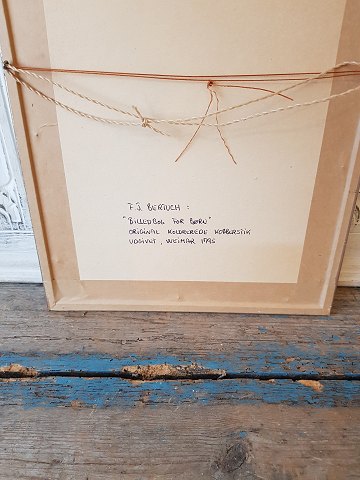 F.J. BERTUCH :
"BILLEDBOG FOR BØRN"
ORIGINAL KOLOREREDE KOBBERSTIK
UDGIVET, WEIMAR 1795